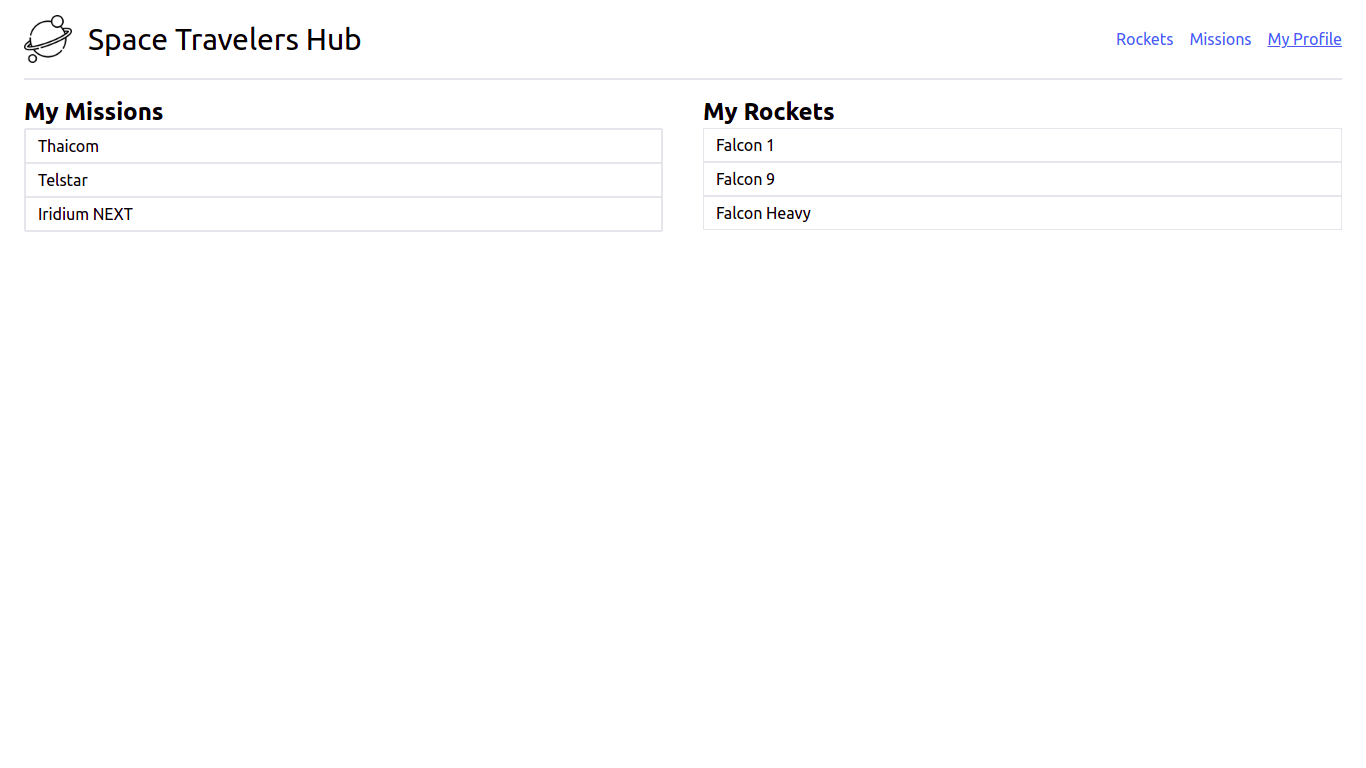 Space Travelers Hub
Rockets Missions My Profile
My Missions
Thaicom
Telstar
Iridium NEXT
My Rockets
Falcon 1
Falcon 9
Falcon Heavy